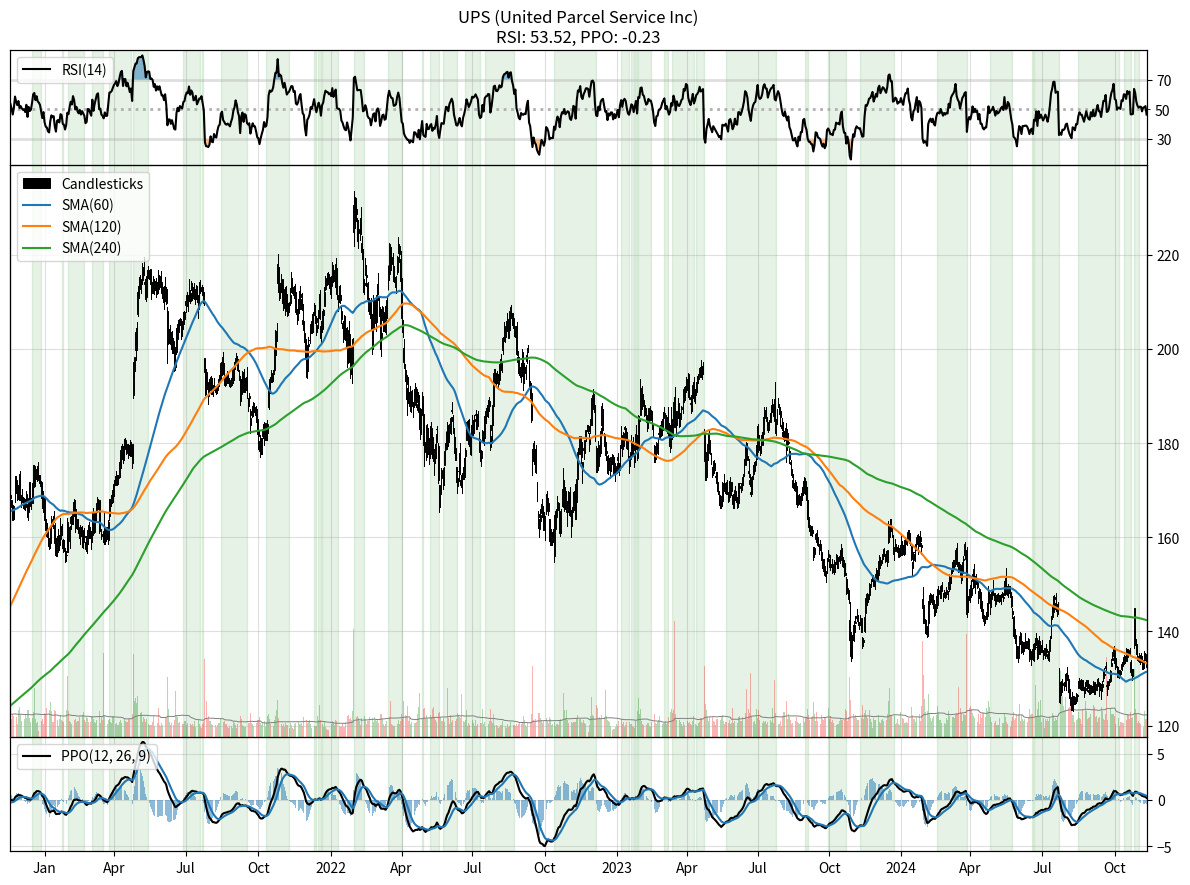 UPS (United Parcel Service Inc)
RSI: 53.52, PPO: -0.23
RSI(14)
70
50
30
Candlesticks
SMA(60)
SMA(120)
SMA(240)
220
200
180
160
140
120
PPO(12, 26, 9)
5
0
−5
Jan Apr Jul Oct 2022 Apr Jul Oct 2023 Apr Jul Oct 2024 Apr Jul Oct